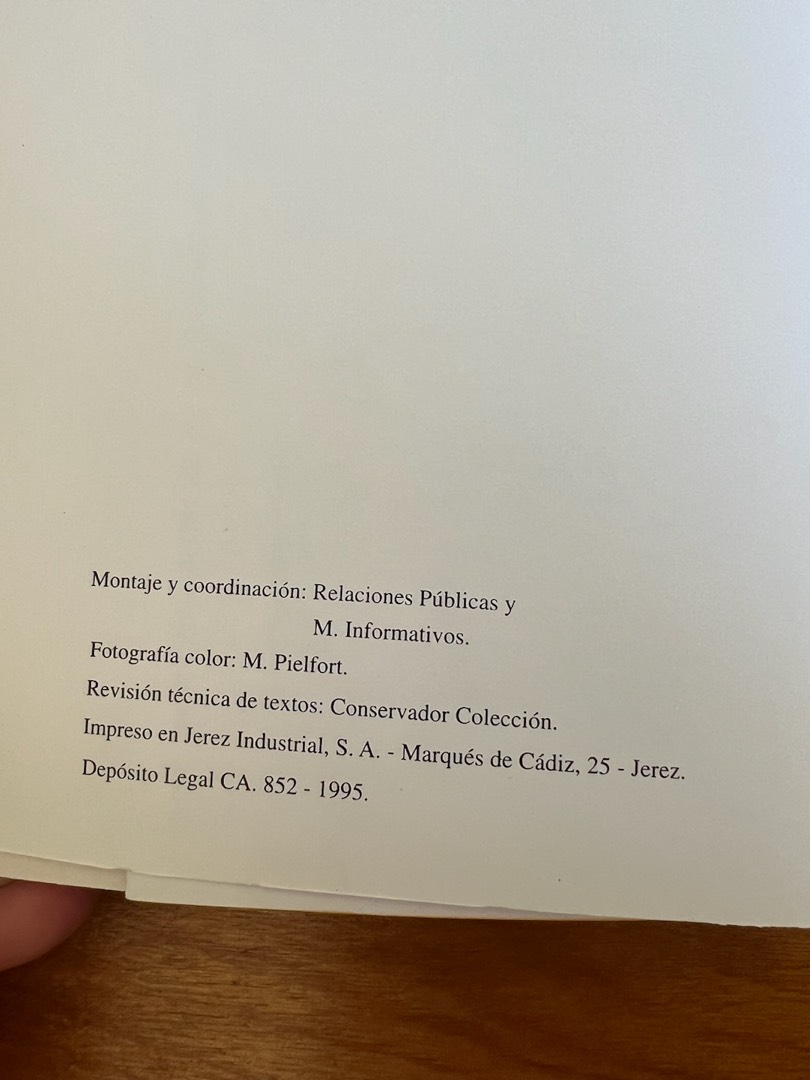 Montaje y coordinación: Relaciones Públicas y
M. Informativos.
Fotografía color: M. Pielfort.
Revisión técnica de textos: Conservador Colección.
Impreso en Jerez Industrial, S. A. - Marqués de Cádiz, 25 - Jerez.
Depósito Legal CA. 852 - 1995.